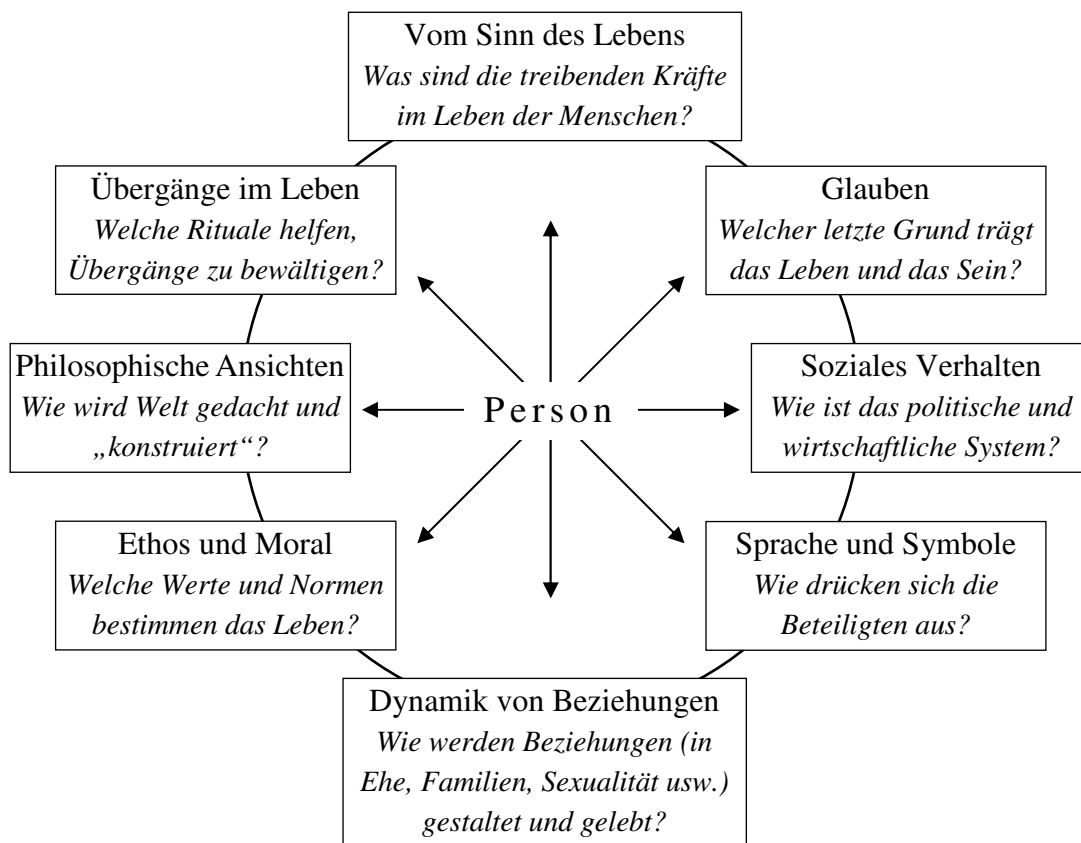 Vom Sinn des Lebens
Was sind die treibenden Kräfte
im Leben der Menschen?
Übergänge im Leben
Welche Rituale helfen,
Übergänge zu bewältigen?
Glauben
Welcher letzte Grund trägt
das Leben und das Sein?
Philosophische Ansichten
Wie wird Welt gedacht und
„konstruiert“?
Person
Soziales Verhalten
Wie ist das politische und
wirtschaftliche System?
Ethos und Moral
Welche Werte und Normen
bestimmen das Leben?
Sprache und Symbole
Wie drücken sich die
Beteiligten aus?
Dynamik von Beziehungen
Wie werden Beziehungen (in
Ehe, Familien, Sexualität usw.)
gestaltet und gelebt?